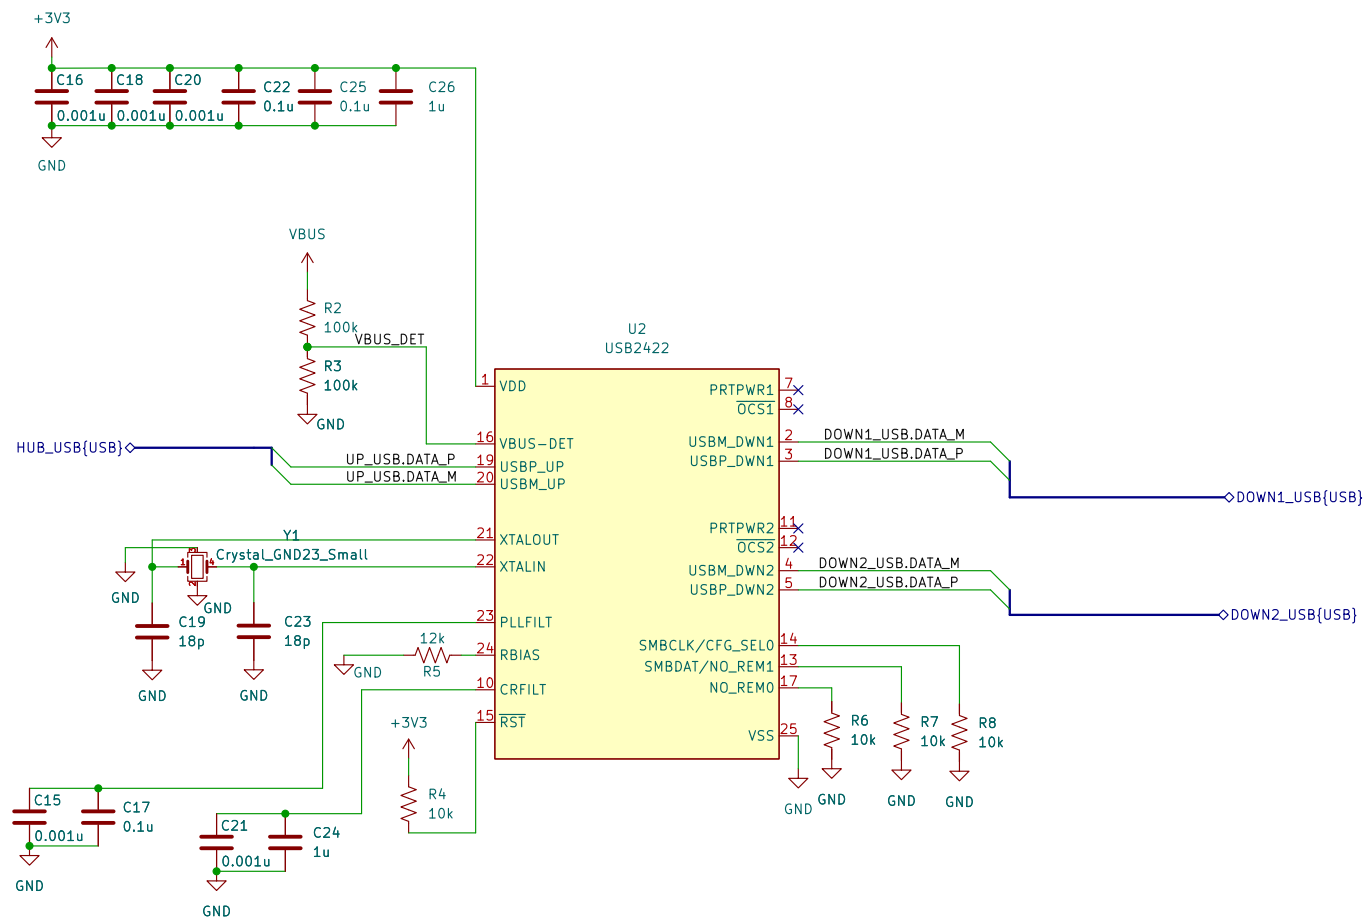 +3V3
C16
C18
C20
C22
C25
C26
0.1u
0.1u
1u
0.001u
0.001u
0.001u
GND
VBUS
R2
100k
VBUS_DET
R3
100k
GND
U2
USB2422
1
VDD
16
VBUS-DET
19
USBP_UP
20
USBM_UP
21
XTALOUT
22
XTALIN
23
PLLFILT
24
RBIAS
10
CRFILT
15
RST
PRTPWR1
7
OCS1
8
USBM_DWN1
2
USBP_DWN1
3
PRTPWR2
11
OCS2
12
USBM_DWN2
4
USBP_DWN2
5
SMBCLK/CFG_SEL0
14
SMBDAT/NO_REM1
13
NO_REM0
17
VSS
25
HUB_USB{USB}
UP_USB.DATA_P
UP_USB.DATA_M
DOWN1_USB.DATA_M
DOWN1_USB.DATA_P
DOWN1_USB{USB}
DOWN2_USB.DATA_M
DOWN2_USB.DATA_P
DOWN2_USB{USB}
Y1
Crystal_GND23_Small
3
1
4
2
GND
GND
C19
18p
C23
18p
GND
GND
12k
R5
GND
+3V3
R4
10k
C15
0.001u
C17
0.1u
GND
C21
0.001u
C24
1u
GND
R6
10k
R7
10k
R8
10k
GND
GND
GND
GND